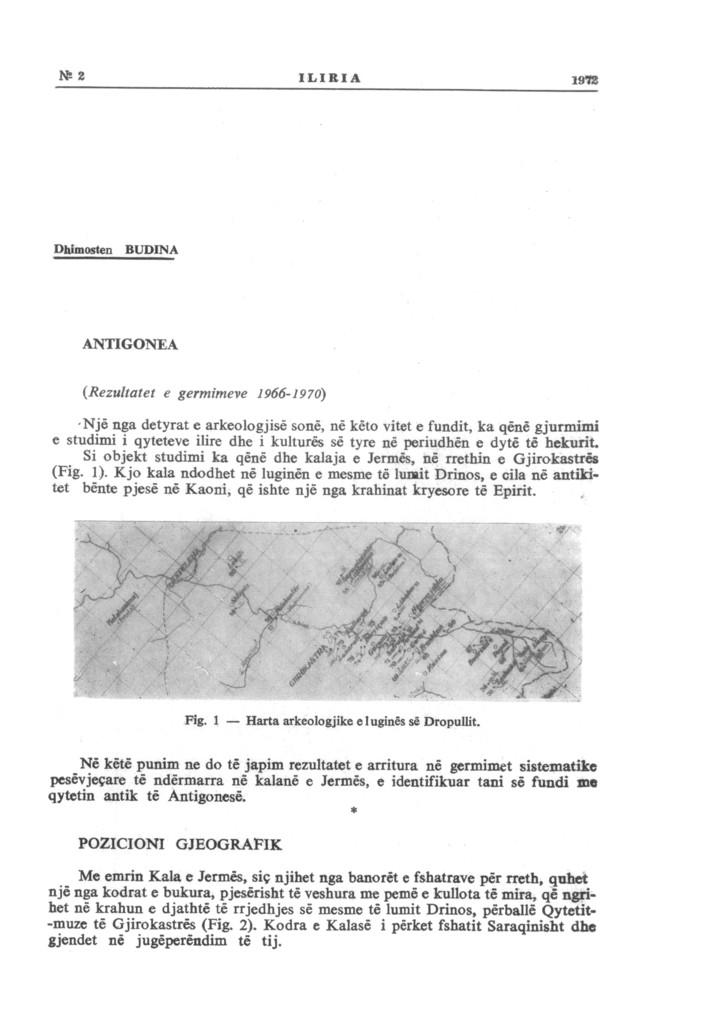 № 2 ILIRIA 1972
Dhimosten BUDINA
ANTIGONEA
(Rezultatet e germimeve 1966-1970)
Një nga detyrat e arkeologjisë sonë, në këto vitet e fundit, ka qënë gjurmimi
e studimi i qyteteve ilire dhe i kulturës së tyre në periudhën e dytë të hekurit.
Si objekt studimi ka qënë dhe kalaja e Jermës, në rrethin e Gjirokastrës
(Fig. 1). Kjo kala ndodhet në luginën e mesme të lumit Drinos, e cila në antiki-
tet bënte pjesë në Kaoni, që ishte një nga krahinat kryesore të Epirit.
GJIROKASTRA
Fig. 1 — Harta arkeologjike e luginës së Dropullit.
Në këtë punim ne do të japim rezultatet e arritura në germimet sistematike
pesëvjeçare të ndërmarra në kalanë e Jermës, e identifikuar tani së fundi me
qytetin antik të Antigonesë.
*
POZICIONI GJEOGRAFIK
Me emrin Kala e Jermës, siç njihet nga banorët e fshatrave për rreth, quhet
një nga kodrat e bukura, pjesërisht të veshura me pemë e kullota të mira, që ngri-
het në krahun e djathtë të rrjedhjes së mesme të lumit Drinos, përballë Qytetit-
-muze të Gjirokastrës (Fig. 2). Kodra e Kalasë i përket fshatit Saraqinisht dhe
gjendet në jugëperëndim të tij.